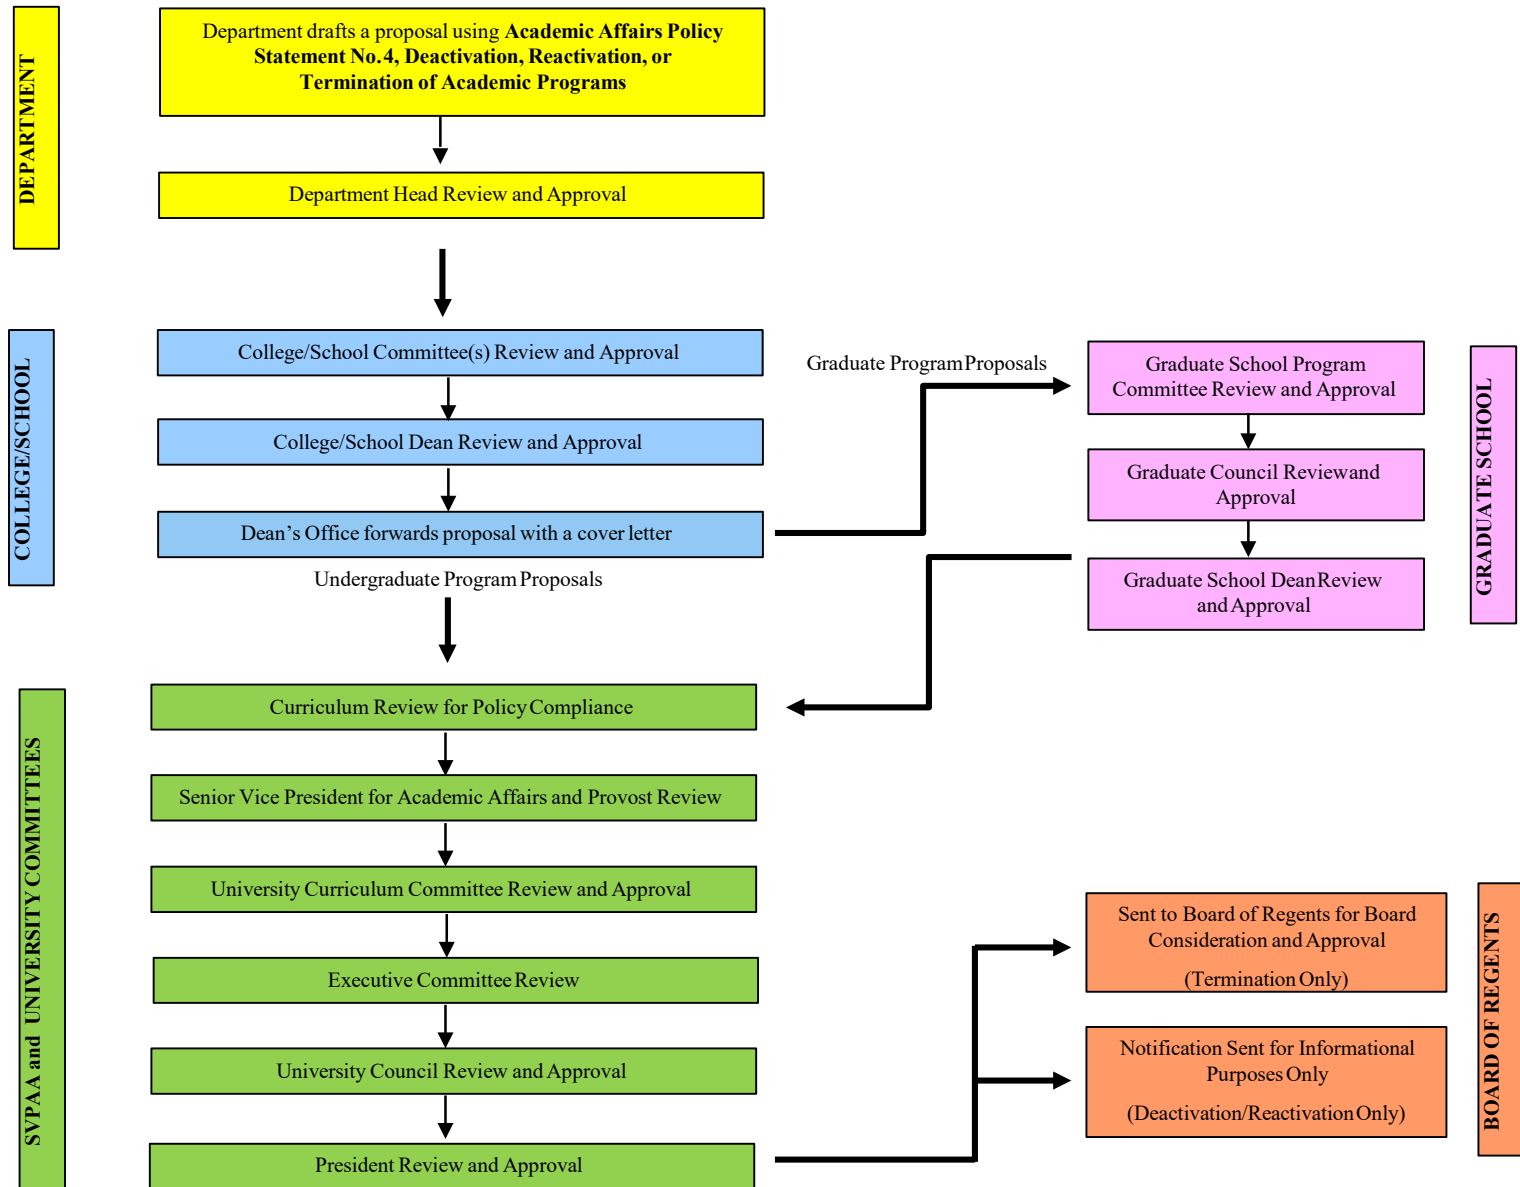 DEPARTMENT
Department drafts a proposal using Academic Affairs Policy
Statement No.4, Deactivation, Reactivation, or
Termination of Academic Programs
Department Head Review and Approval
COLLEGE/SCHOOL
College/School Committee(s) Review and Approval
College/School Dean Review and Approval
Dean’s Office forwards proposal with a cover letter
Graduate Program Proposals
Graduate School Program
Committee Review and Approval
Graduate Council Review and
Approval
Graduate School Dean Review
and Approval
GRADUATE SCHOOL
Undergraduate Program Proposals
SVPAA and UNIVERSITY COMMITTEES
Curriculum Review for Policy Compliance
Senior Vice President for Academic Affairs and Provost Review
University Curriculum Committee Review and Approval
Executive Committee Review
University Council Review and Approval
President Review and Approval
Sent to Board of Regents for Board
Consideration and Approval
(Termination Only)
Notification Sent for Informational
Purposes Only
(Deactivation/Reactivation Only)
BOARD OF REGENTS